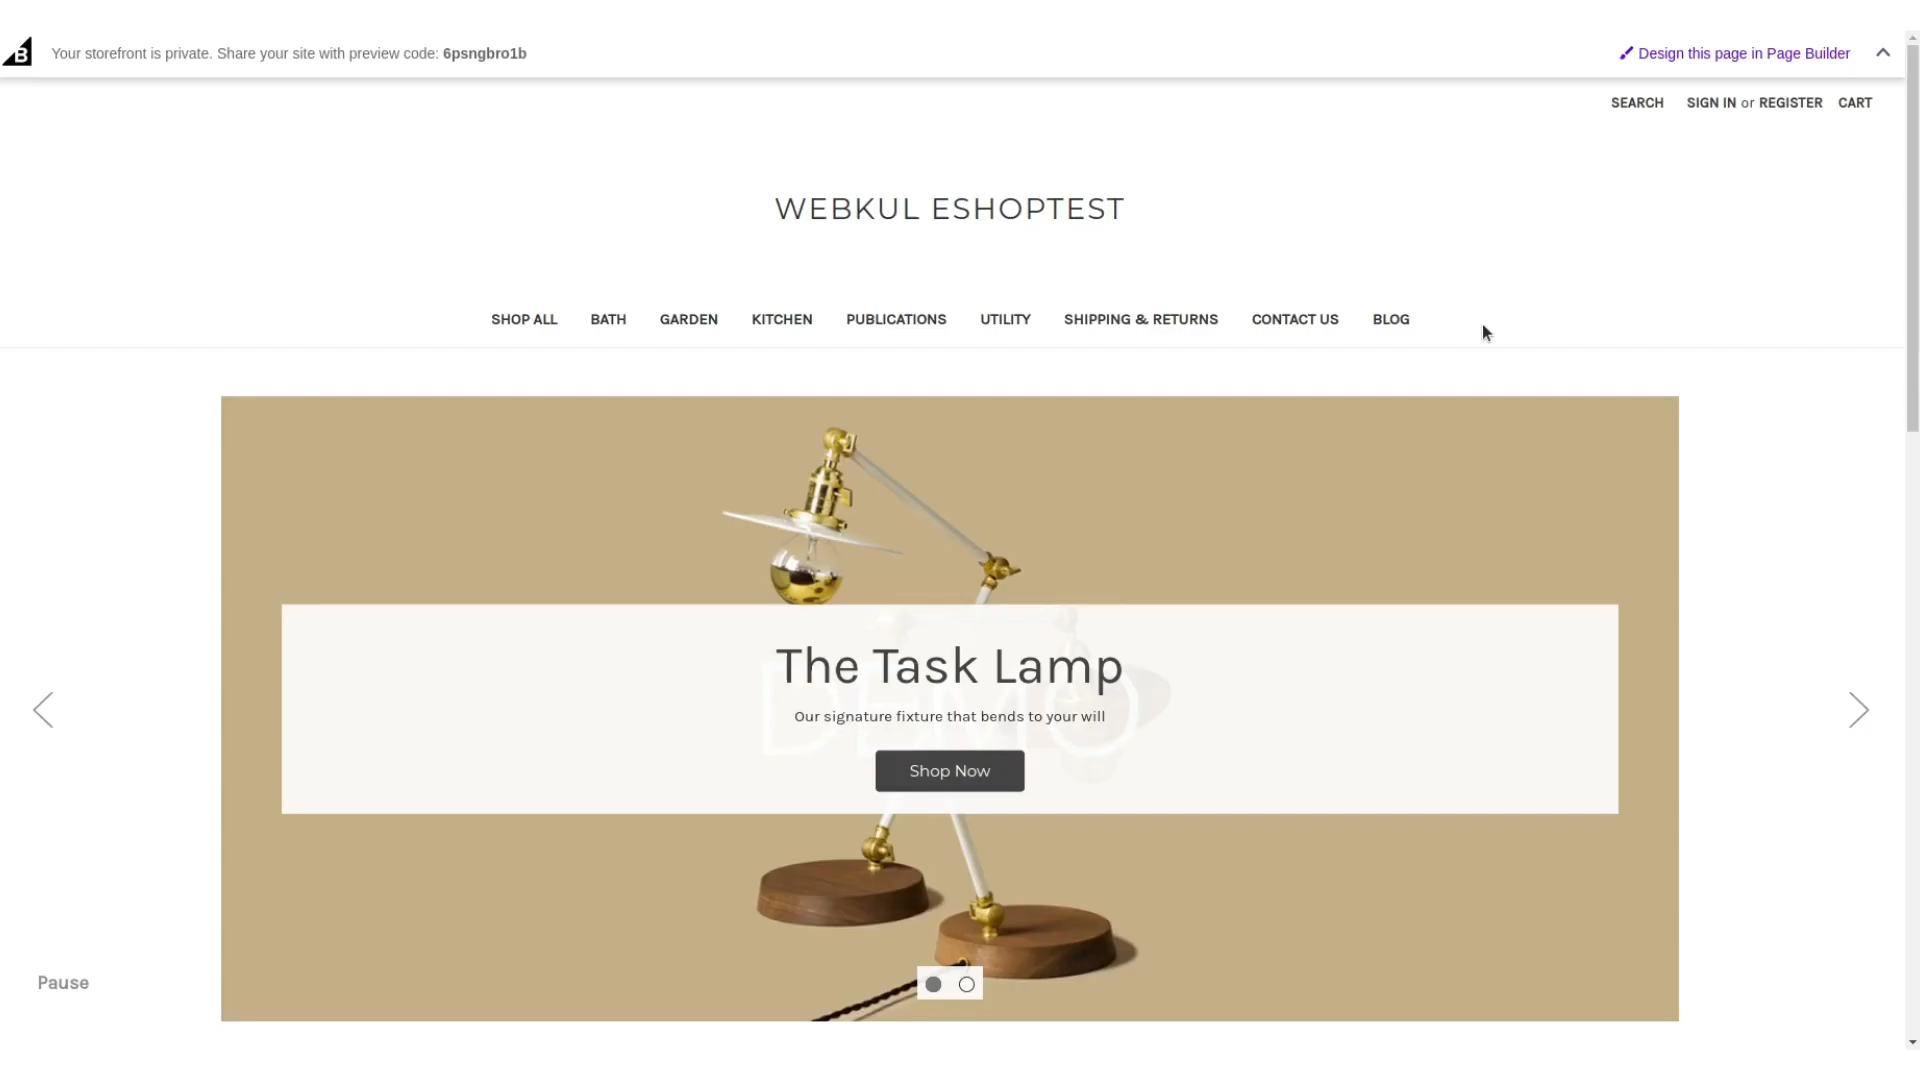 B
Your storefront is private. Share your site with preview code: 6psngbro1b
Design this page in Page Builder
SEARCH SIGN IN or REGISTER CART
WEBKUL ESHOPTEST
SHOP ALL BATH GARDEN KITCHEN PUBLICATIONS UTILITY SHIPPING & RETURNS CONTACT US BLOG
The Task Lamp
DEMO
Our signature fixture that bends to your will
Shop Now
Pause